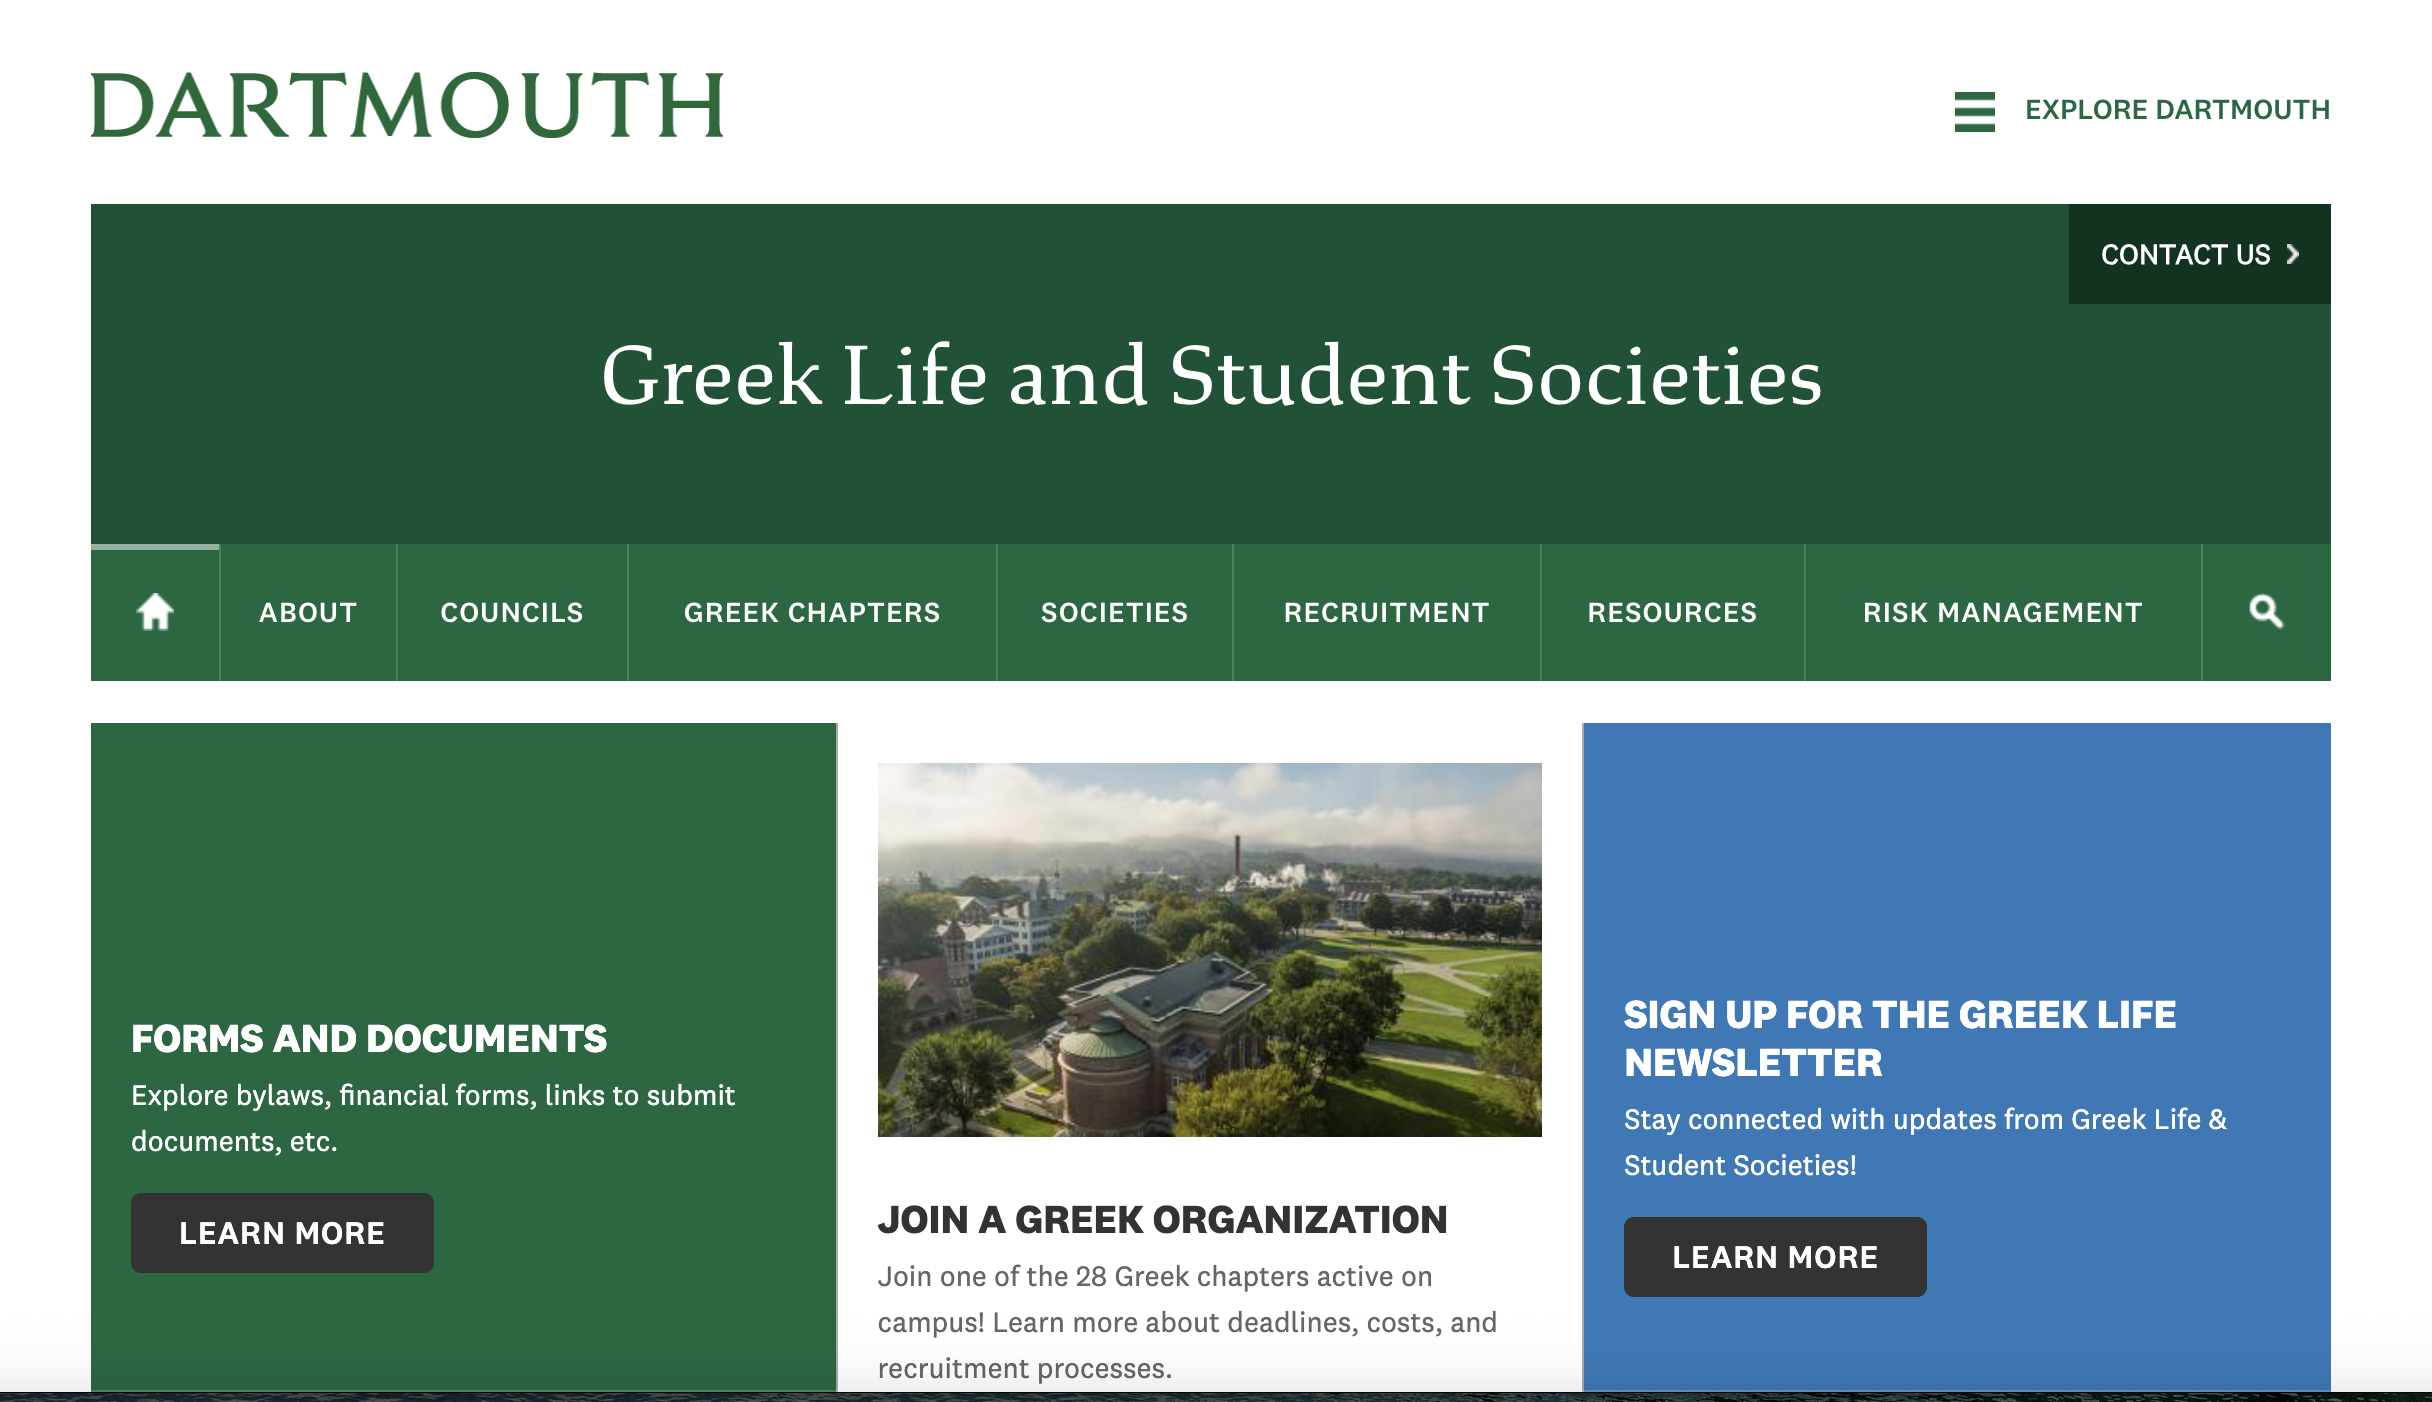 DARTMOUTH
EXPLORE DARTMOUTH
CONTACT US
Greek Life and Student Societies
ABOUT
COUNCILS
GREEK CHAPTERS
SOCIETIES
RECRUITMENT
RESOURCES
RISK MANAGEMENT
FORMS AND DOCUMENTS
Explore bylaws, financial forms, links to submit
documents, etc.
LEARN MORE
JOIN A GREEK ORGANIZATION
Join one of the 28 Greek chapters active on
campus! Learn more about deadlines, costs, and
recruitment processes.
SIGN UP FOR THE GREEK LIFE
NEWSLETTER
Stay connected with updates from Greek Life &
Student Societies!
LEARN MORE